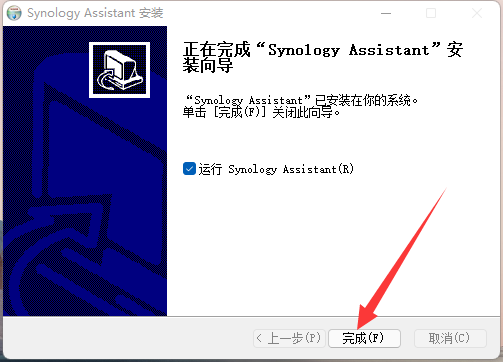 Synology Assistant 安装
正在完成“Synology Assistant”安
装向导
“Synology Assistant”已安装在你的系统。
单击 [完成(F)] 关闭此向导。
运行 Synology Assistant(R)
< 上一步(P)
完成(F)
取消(C)